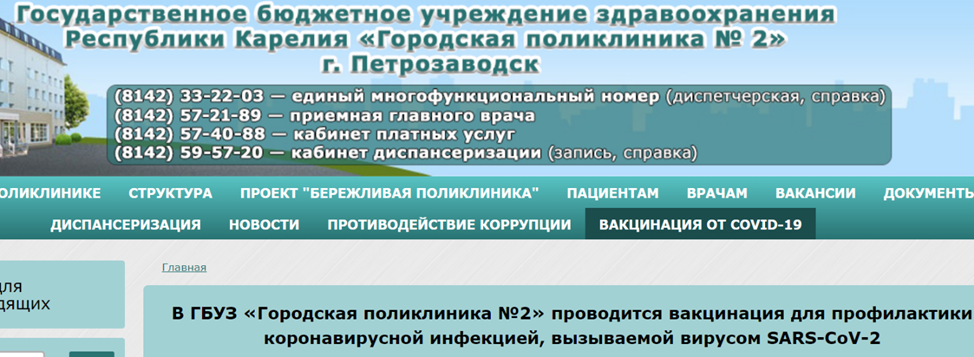 Государственное бюджетное учреждение здравоохранения
Республики Карелия «Городская поликлиника № 2»
г. Петрозаводск
(8142) 33-22-03 — единый многофункциональный номер (диспетчерская, справка)
(8142) 57-21-89 — приемная главного врача
(8142) 57-40-88 — кабинет платных услуг
(8142) 59-57-20 — кабинет диспансеризации (запись, справка)
ОЛИКЛИНИКЕ СТРУКТУРА ПРОЕКТ "БЕРЕЖЛИВАЯ ПОЛИКЛИНИКА" ПАЦИЕНТАМ ВРАЧАМ ВАКАНСИИ ДОКУМЕНТЫ
ДИСПАНСЕРИЗАЦИЯ НОВОСТИ ПРОТИВОДЕЙСТВИЕ КОРРУПЦИИ ВАКЦИНАЦИЯ ОТ COVID-19
Главная
для
дящих
В ГБУЗ «Городская поликлиника №2» проводится вакцинация для профилактики
коронавирусной инфекцией, вызываемой вирусом SARS-CoV-2